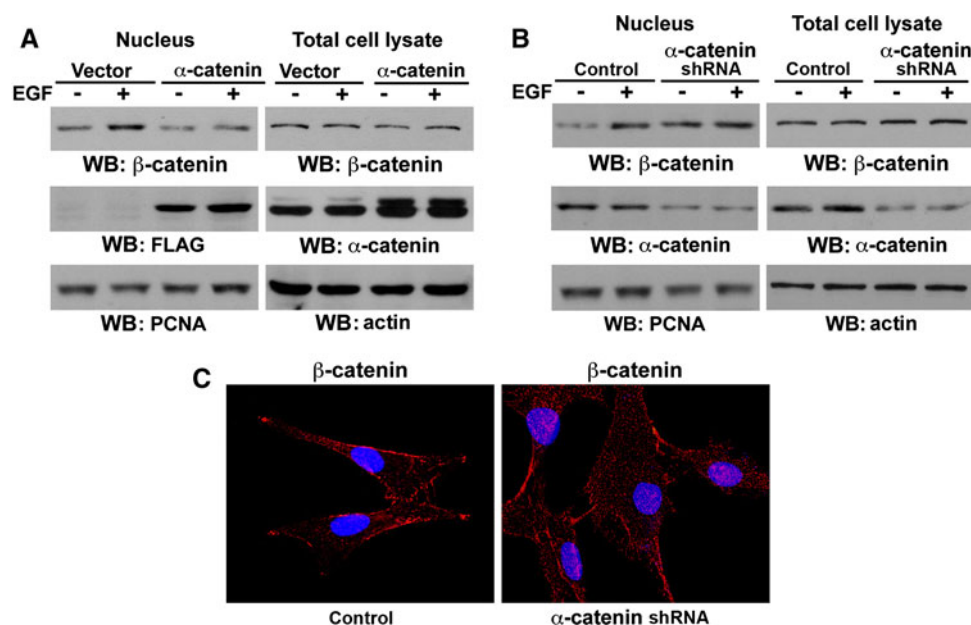 A
Nucleus
Total cell lysate
Vector α-catenin
Vector α-catenin
EGF - + - + - + - +
WB: β-catenin
WB: β-catenin
WB: FLAG
WB: α-catenin
WB: PCNA
WB: actin
B
Nucleus
Total cell lysate
Control α-catenin shRNA
Control α-catenin shRNA
EGF - + - + - + - +
WB: β-catenin
WB: β-catenin
WB: α-catenin
WB: α-catenin
WB: PCNA
WB: actin
C
β-catenin
β-catenin
Control
α-catenin shRNA